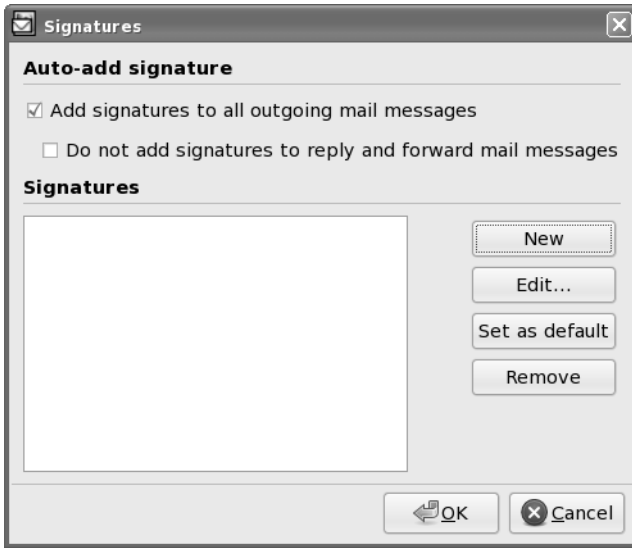 Signatures
Auto-add signature
Add signatures to all outgoing mail messages
Do not add signatures to reply and forward mail messages
Signatures
New
Edit...
Set as default
Remove
OK
Cancel